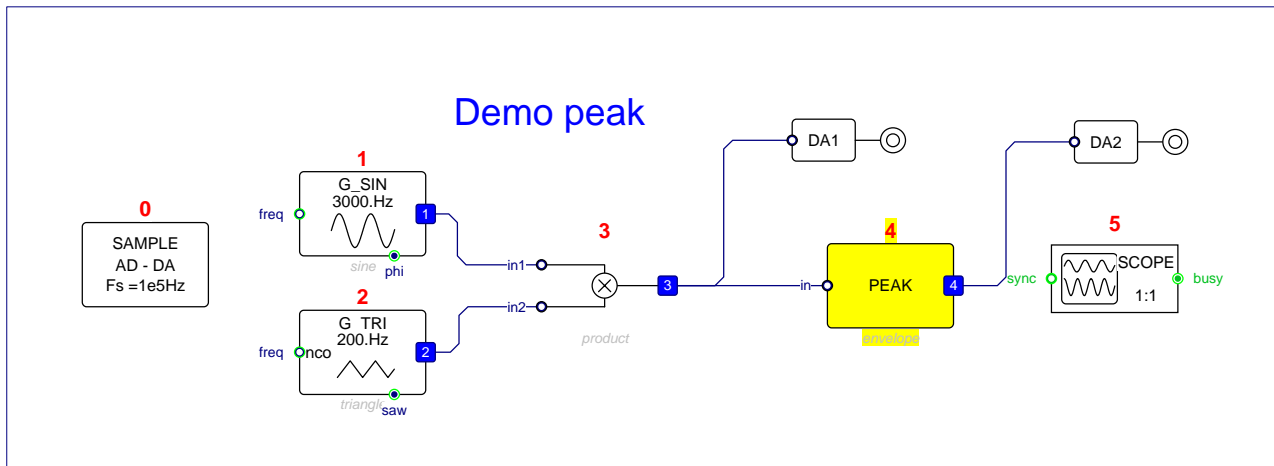 Demo peak
0
SAMPLE
AD - DA
Fs =1e5Hz
1
G_SIN
3000.Hz
freq
1
sine
phi
2
G_TRI
200.Hz
freq
nco
2
triangle
saw
3
in1
in2
product
3
DA1
4
in
PEAK
4
envelope
DA2
5
sync
SCOPE
1:1
busy